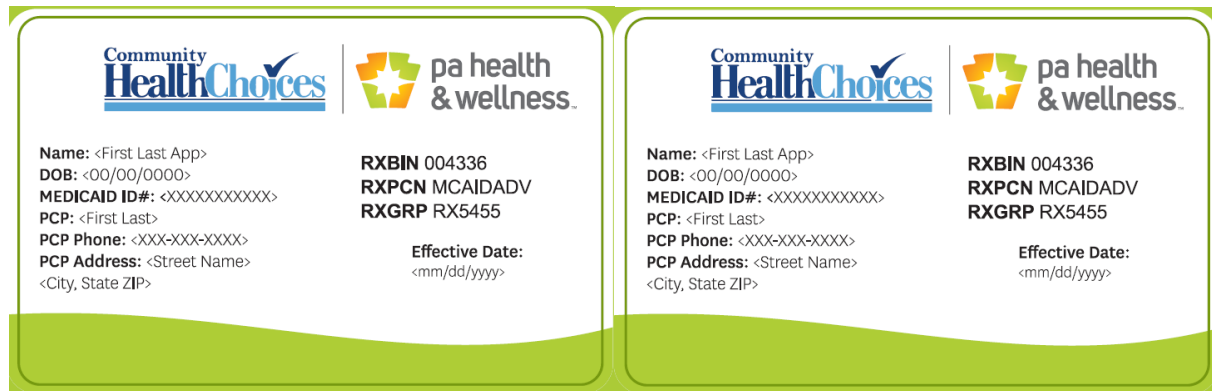 Community
HealthChoices
pa health
& wellness™
Name: <First Last App>
DOB: <00/00/0000>
MEDICAID ID#: <XXXXXXXXXXX>
PCP: <First Last>
PCP Phone: <XXX-XXX-XXXX>
PCP Address: <Street Name>
<City, State ZIP>
RXBIN 004336
RXPCN MCAIDADV
RXGRP RX5455
Effective Date:
<mm/dd/yyyy>
Community
HealthChoices
pa health
& wellness™
Name: <First Last App>
DOB: <00/00/0000>
MEDICAID ID#: <XXXXXXXXXXX>
PCP: <First Last>
PCP Phone: <XXX-XXX-XXXX>
PCP Address: <Street Name>
<City, State ZIP>
RXBIN 004336
RXPCN MCAIDADV
RXGRP RX5455
Effective Date:
<mm/dd/yyyy>